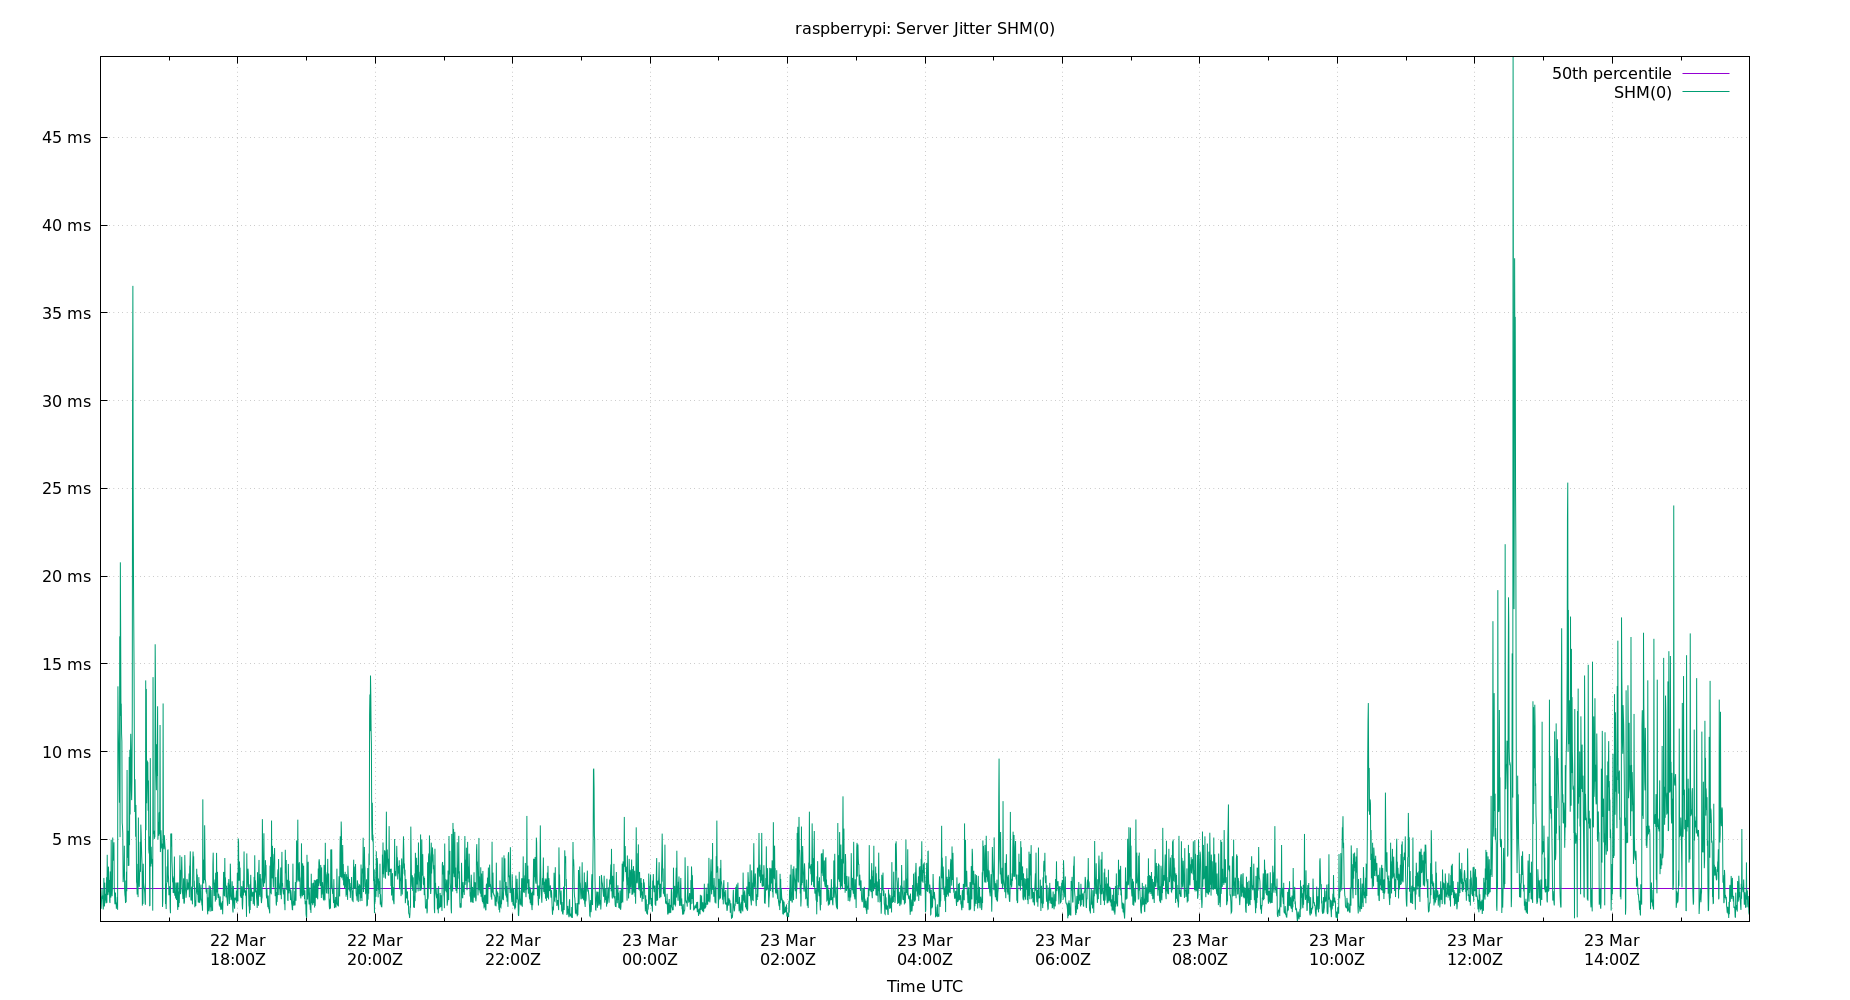 raspberrypi: Server Jitter SHM(0)
50th percentile
SHM(0)
45 ms
40 ms
35 ms
30 ms
25 ms
20 ms
15 ms
10 ms
5 ms
22 Mar 22 Mar 22 Mar 23 Mar 23 Mar 23 Mar 23 Mar 23 Mar 23 Mar 23 Mar 23 Mar
18:00Z 20:00Z 22:00Z 00:00Z 02:00Z 04:00Z 06:00Z 08:00Z 10:00Z 12:00Z 14:00Z
Time UTC